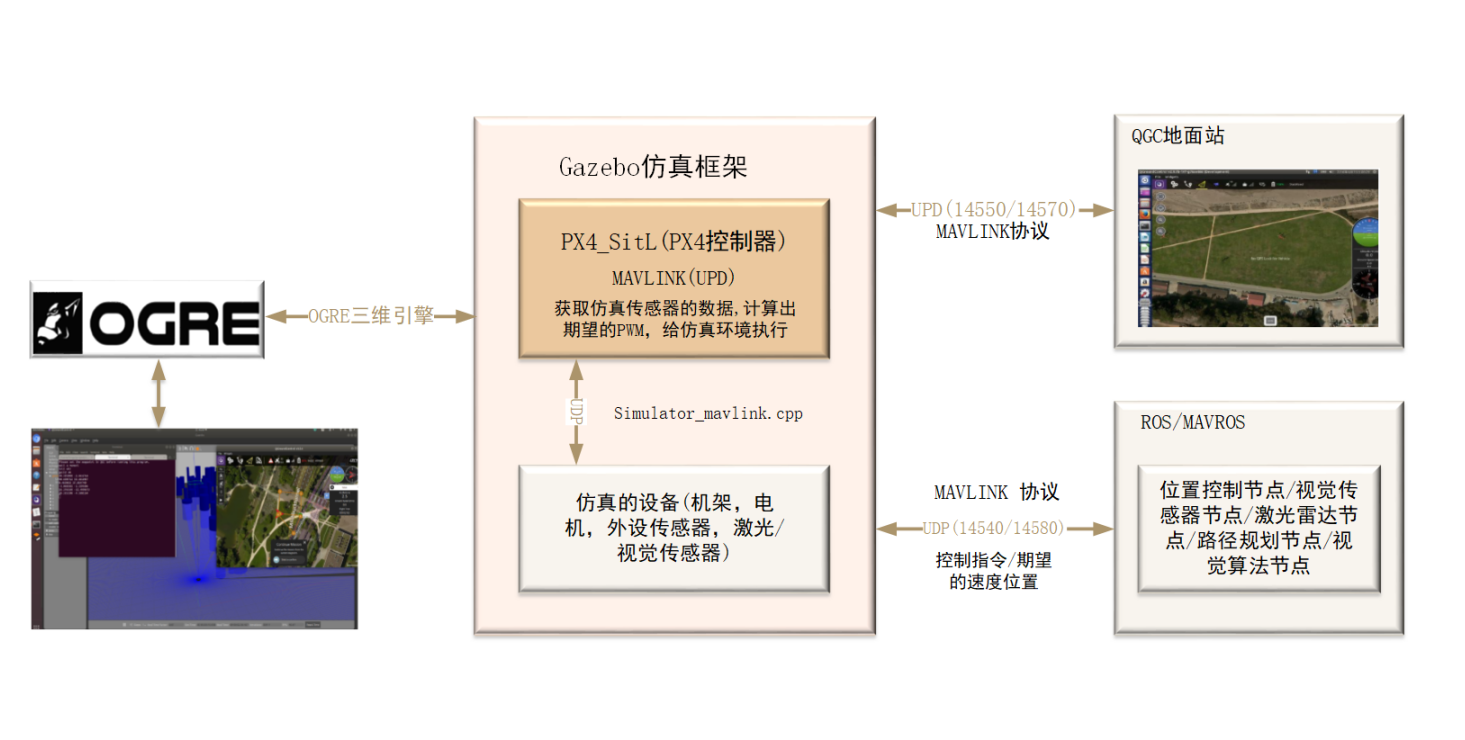 Gazebo仿真框架
PX4_SitL(PX4控制器)
MAVLINK(UPD)
获取仿真传感器的数据,计算出
期望的PWM，给仿真环境执行
UDP
Simulator_mavlink.cpp
仿真的设备(机架，电
机，外设传感器，激光/
视觉传感器)
OGRE
OGRE三维引擎
UPD(14550/14570)
MAVLINK协议
QGC地面站
MAVLINK 协议
UDP(14540/14580)
控制指令/期望
的速度位置
ROS/MAVROS
位置控制节点/视觉传
感器节点/激光雷达节
点/路径规划节点/视
觉算法节点